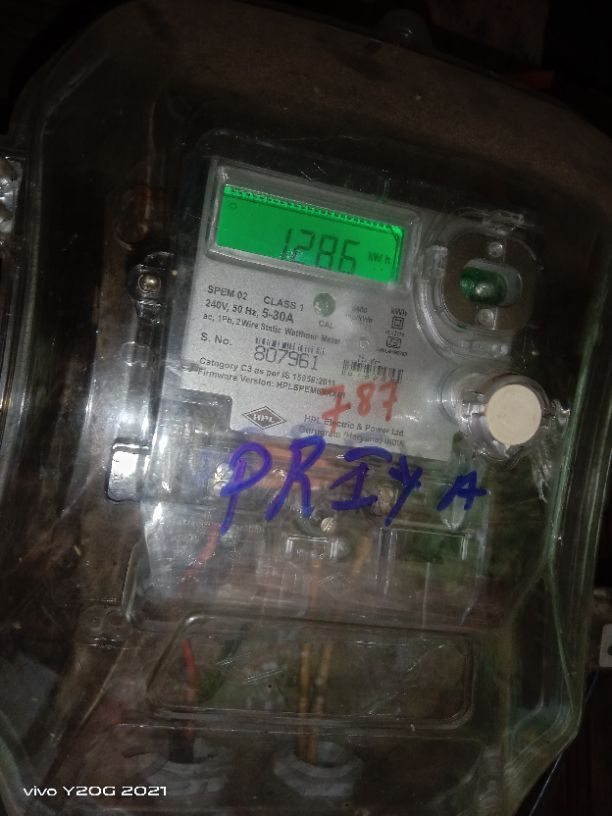 1286 kWh
SPEM 02 CLASS 1
240V, 50 Hz, 5-30A
CAL
kWh
ac, 1Ph, 2Wire Static Watthour Meter
S. No.
807961
Category C3 as per IS 15959:2011
Firmware Version:
787
HPL
HPL Electric & Power Ltd
PRIYA
vivo Y20G 2021